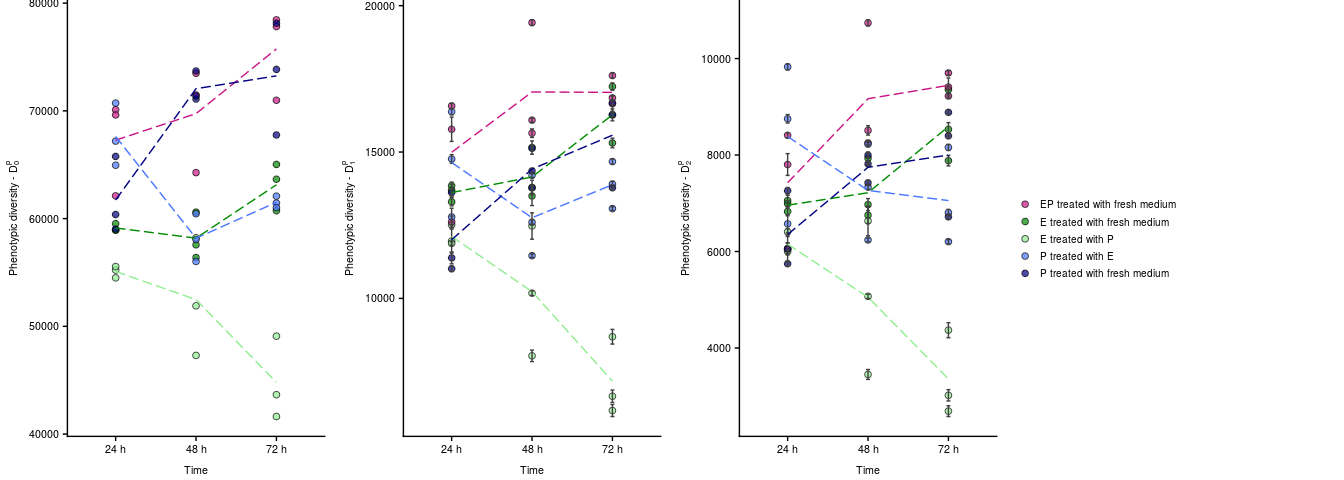 80000
70000
60000
50000
40000
24 h 48 h 72 h
Time
Phenotypic diversity - D₀ᴾ
20000
15000
10000
24 h 48 h 72 h
Time
Phenotypic diversity - D₁ᴾ
10000
8000
6000
4000
24 h 48 h 72 h
Time
Phenotypic diversity - D₂ᴾ
EP treated with fresh medium
E treated with fresh medium
E treated with P
P treated with E
P treated with fresh medium